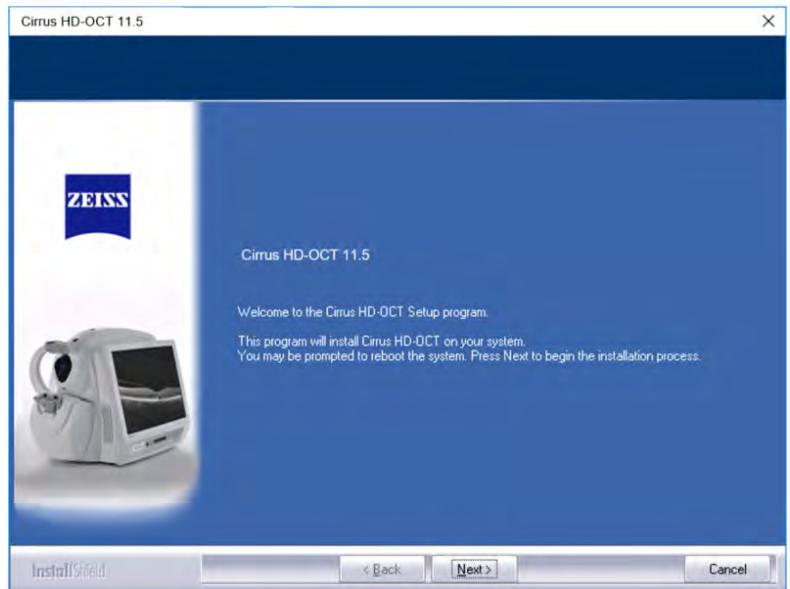 Cirrus HD-OCT 11.5
ZEISS
Cirrus HD-OCT 11.5
Welcome to the Cirrus HD-OCT Setup program.
This program will install Cirrus HD-OCT on your system.
You may be prompted to reboot the system. Press Next to begin the installation process.
InstallShield
< Back
Next >
Cancel